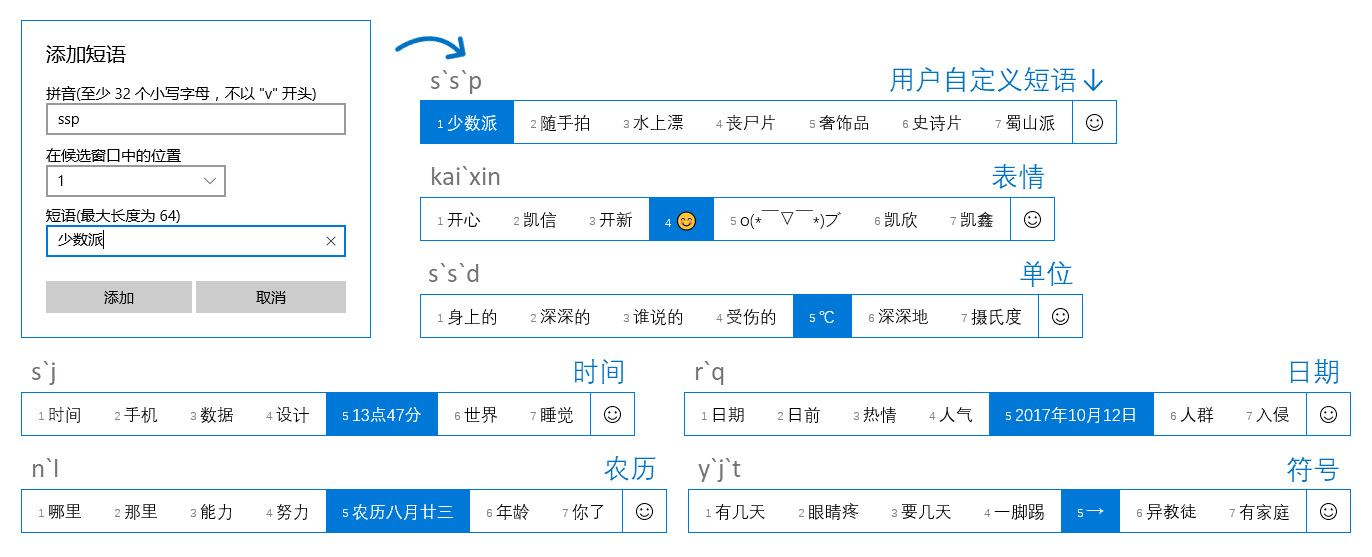 添加短语
拼音(至少 32 个小写字母，不以 "v" 开头)
ssp
在候选窗口中的位置
1
短语(最大长度为 64)
少数派
添加 取消
s`s`p 用户自定义短语↓
1 少数派 2 随手拍 3 水上漂 4 丧尸片 5 奢饰品 6 史诗片 7 蜀山派
kai`xin 表情
1 开心 2 凯信 3 开新 4 😊 5 o(*￣▽￣*)ブ 6 凯欣 7 凯鑫
s`s`d 单位
1 身上的 2 深深的 3 谁说的 4 受伤的 5 ℃ 6 深深地 7 摄氏度
s`j 时间
1 时间 2 手机 3 数据 4 设计 5 13点47分 6 世界 7 睡觉
r`q 日期
1 日期 2 日前 3 热情 4 人气 5 2017年10月12日 6 人群 7 入侵
n`l 农历
1 哪里 2 那里 3 能力 4 努力 5 农历八月廿三 6 年龄 7 你了
y`j`t 符号
1 有几天 2 眼睛疼 3 要几天 4 一脚踢 5 → 6 异教徒 7 有家庭